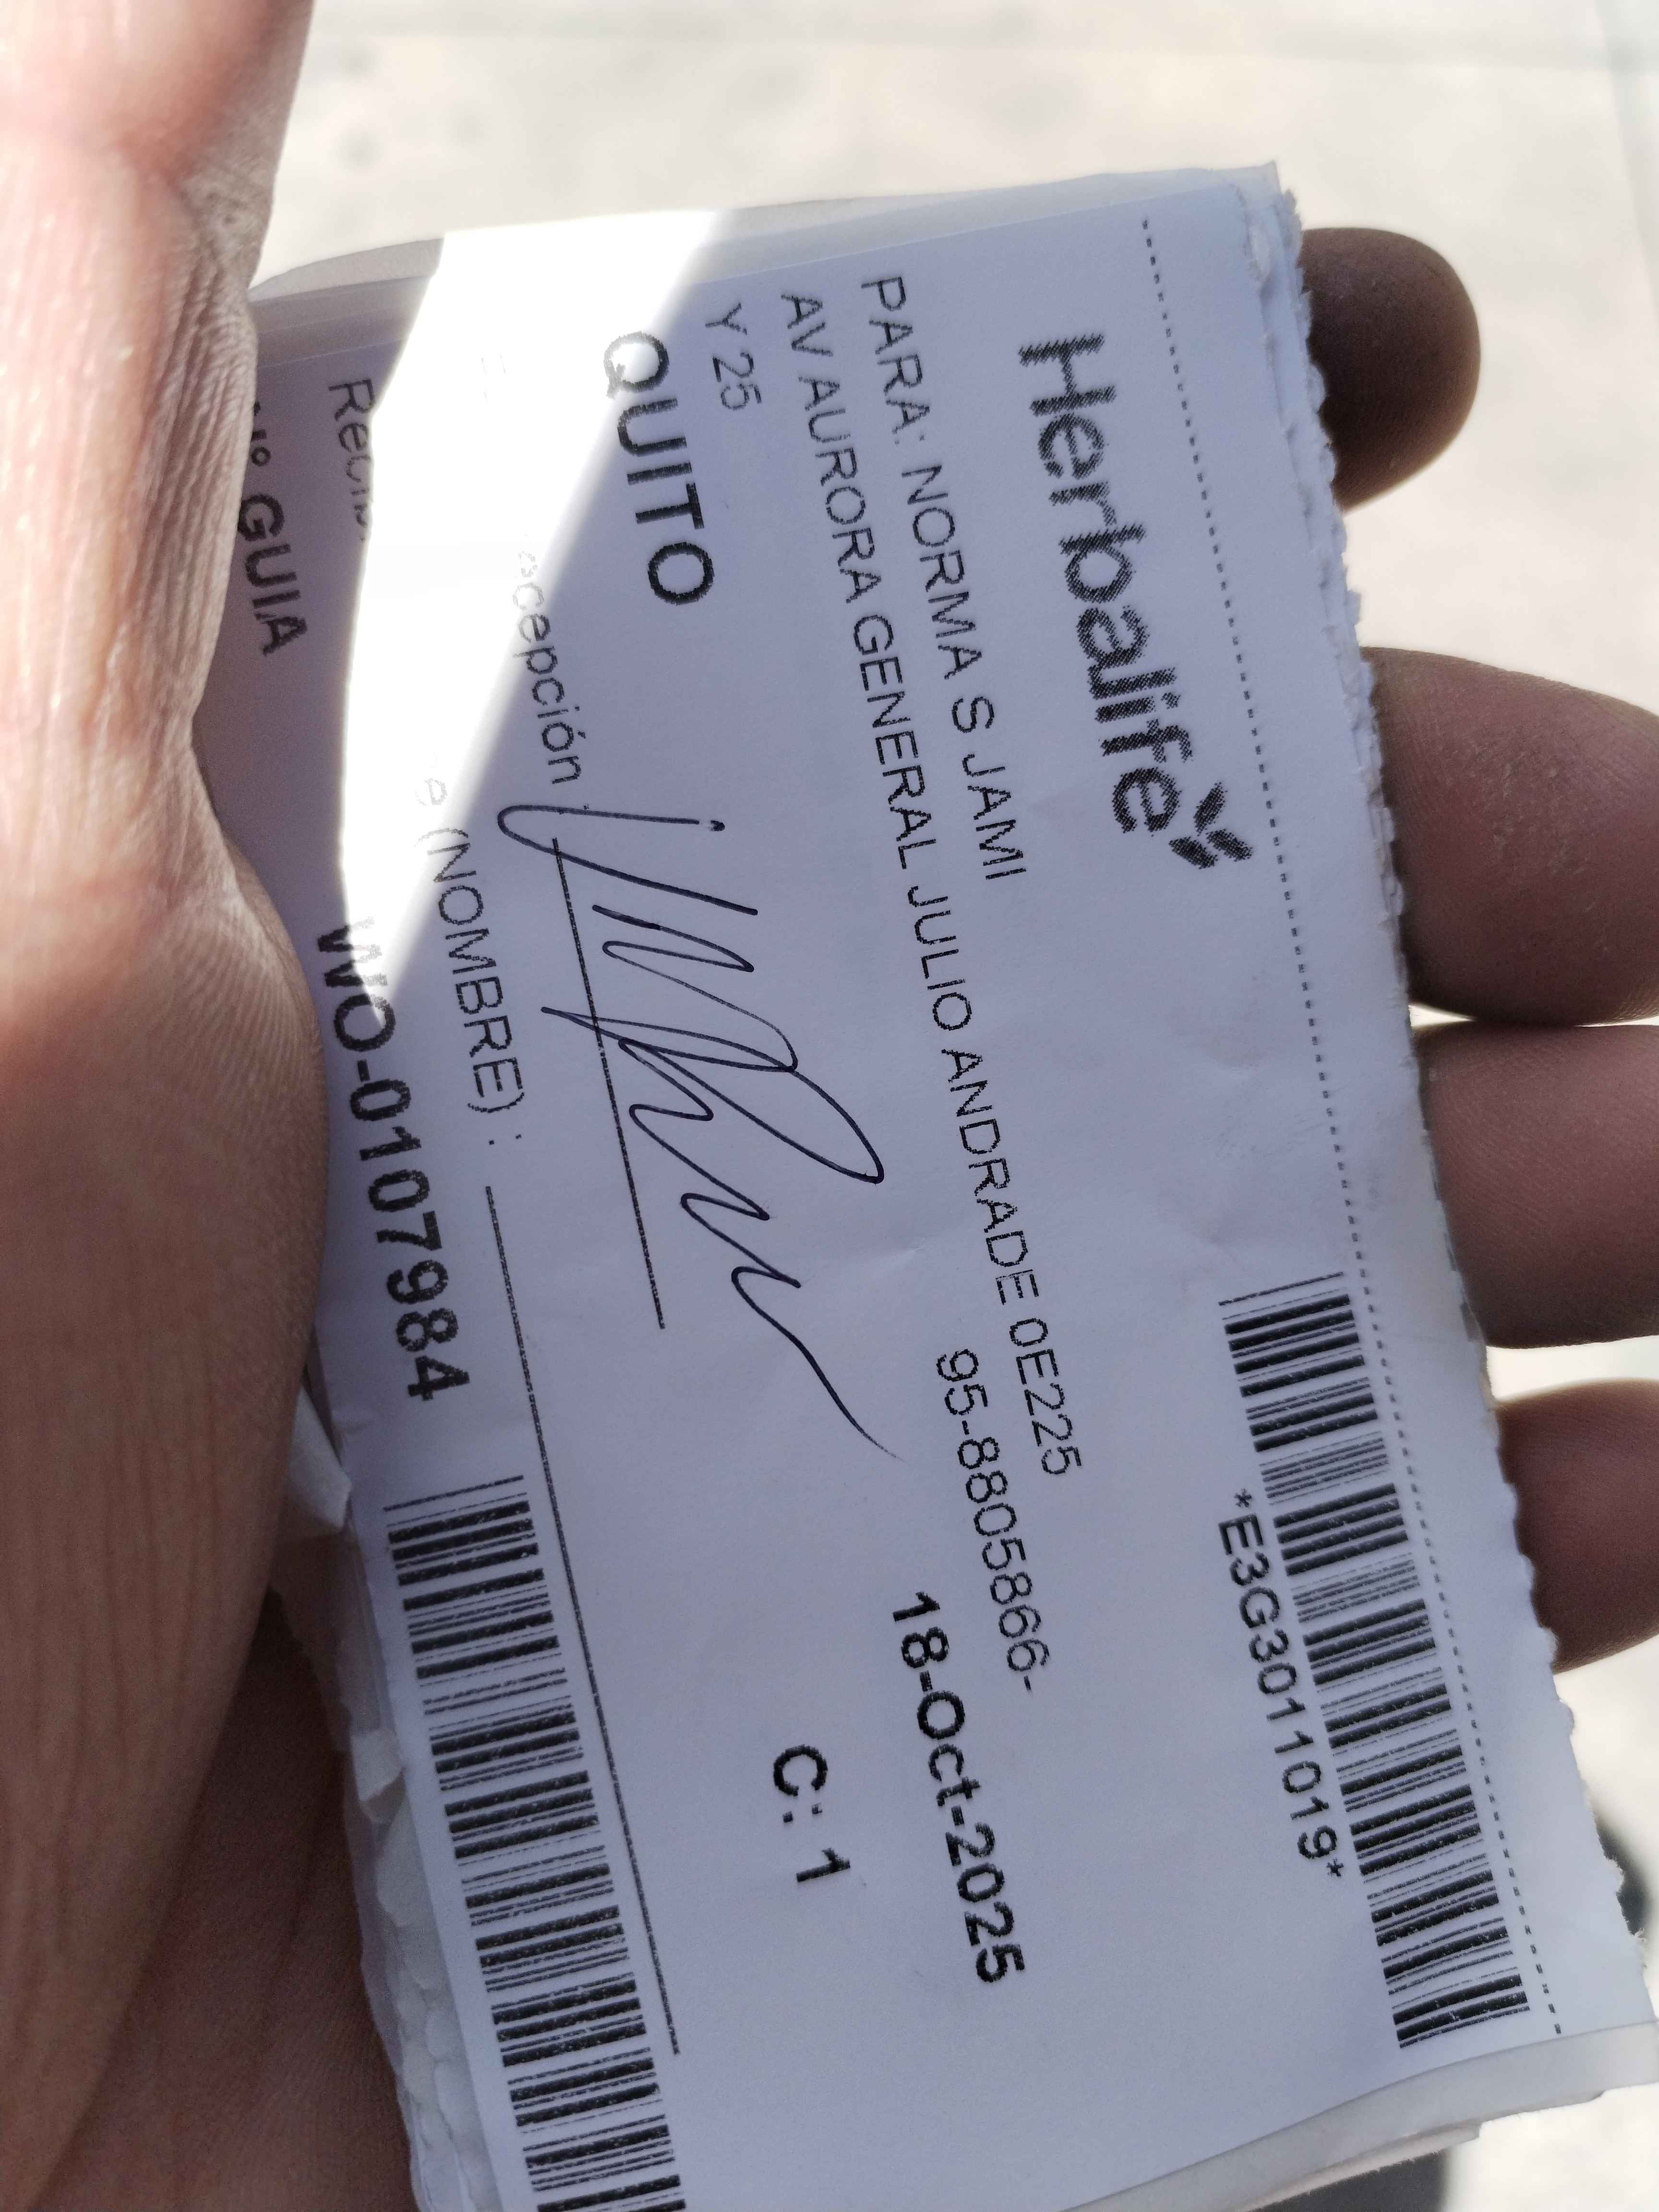 Herbalife
*E3G3011019*
PARA: NORMA S JAMI
AV AURORA GENERAL JULIO ANDRADE 0E225
95-8805866-
Y 25
18-Oct-2025
QUITO
C: 1
(NOMBRE) :
GUIA
WO-0107984